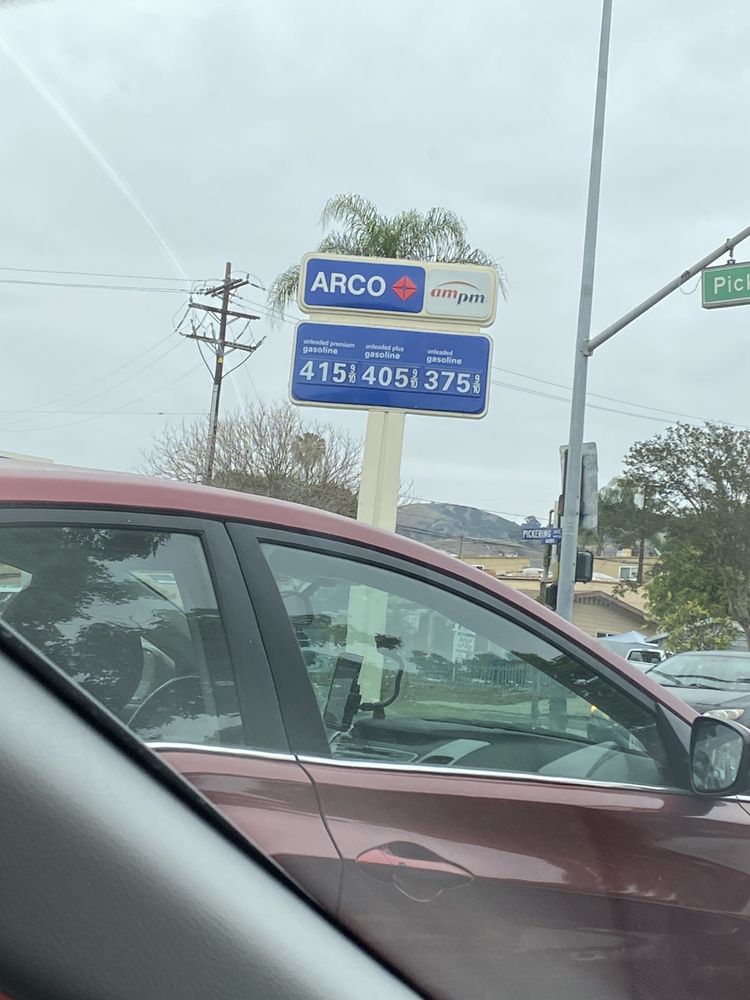 ARCO ampm
unleaded premium gasoline
unleaded plus gasoline
unleaded gasoline
415 9/10 405 9/10 375 9/10
Pick
PICKERING